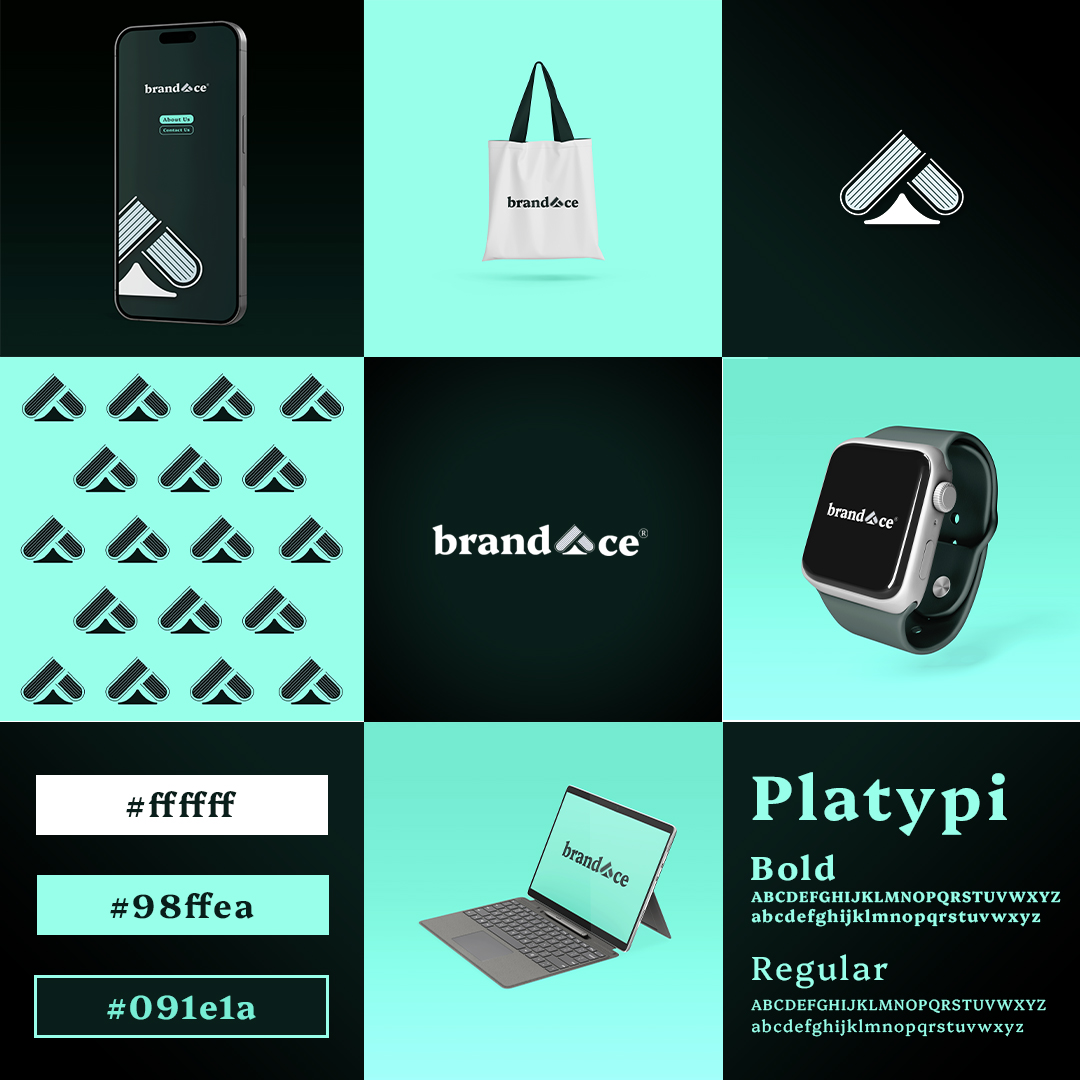 brandace®
About Us
Contact Us
brandace
brandace®
brandace®
#ffffff
#98ffea
#091e1a
brandace
Platypi
Bold
ABCDEFGHIJKLMNOPQRSTUVWXYZ
abcdefghijklmnopqrstuvwxyz
Regular
ABCDEFGHIJKLMNOPQRSTUVWXYZ
abcdefghijklmnopqrstuvwxyz